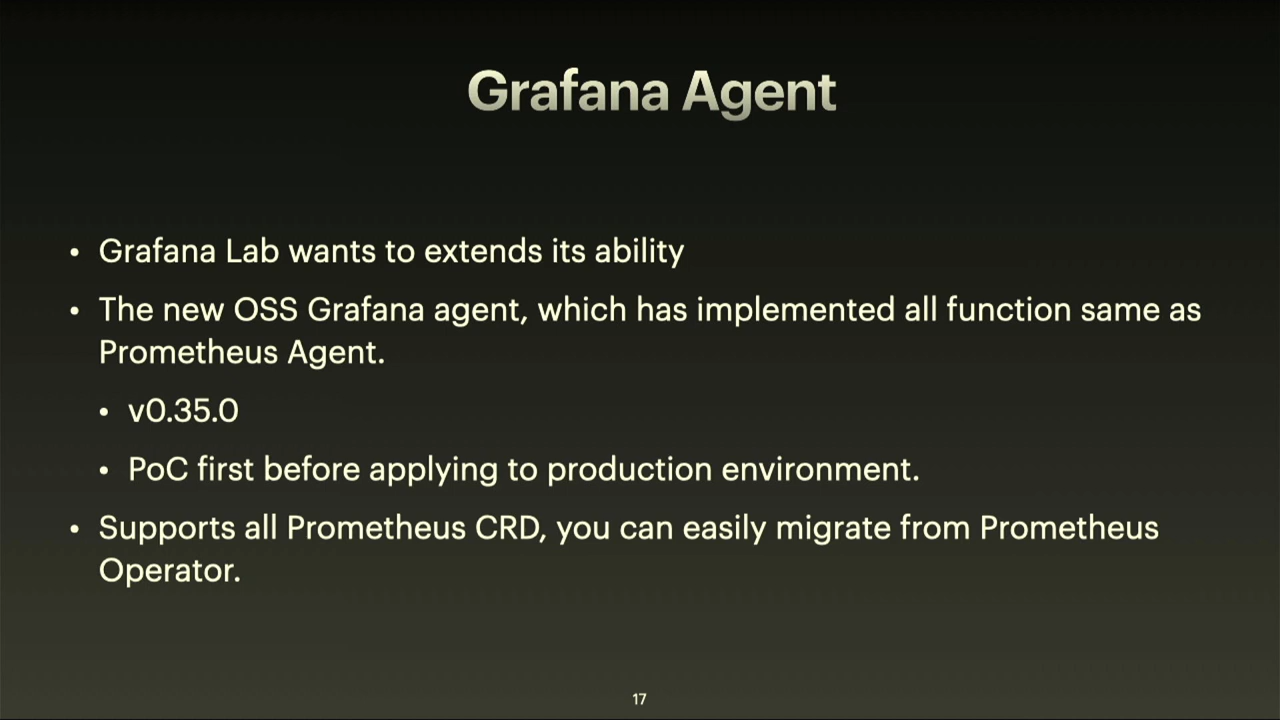 Grafana Agent
• Grafana Lab wants to extends its ability
• The new OSS Grafana agent, which has implemented all function same as
Prometheus Agent.
• v0.35.0
• PoC first before applying to production environment.
• Supports all Prometheus CRD, you can easily migrate from Prometheus
Operator.
17